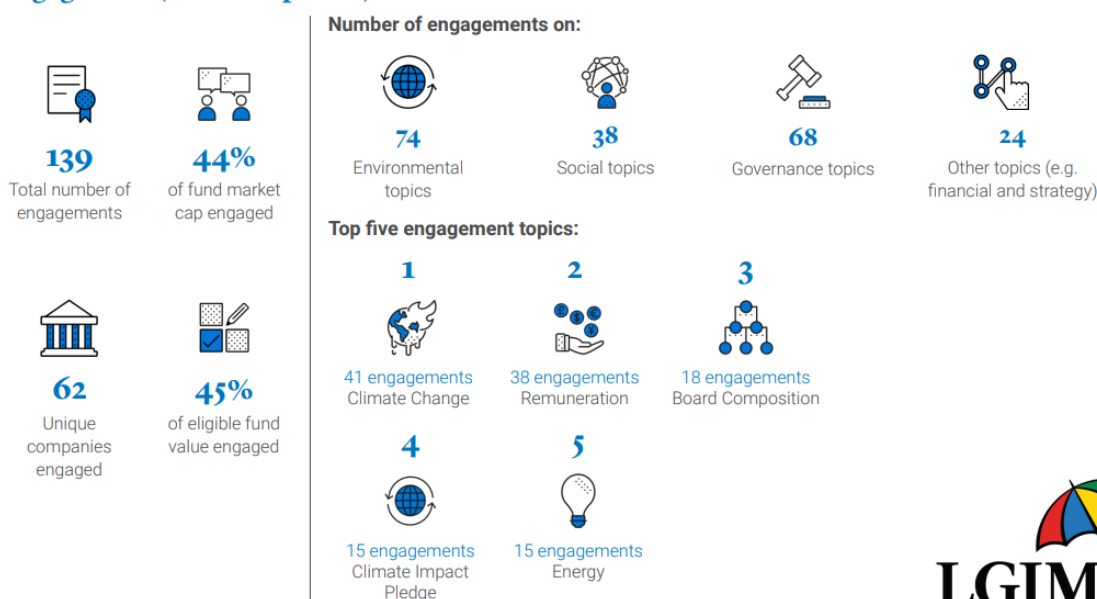 Number of engagements on:
139
Total number of
engagements
44%
of fund market
cap engaged
62
Unique
companies
engaged
45%
of eligible fund
value engaged
74
Environmental
topics
38
Social topics
68
Governance topics
24
Other topics (e.g.
financial and strategy)
Top five engagement topics:
1
41 engagements
Climate Change
2
38 engagements
Remuneration
3
18 engagements
Board Composition
4
15 engagements
Climate Impact
Pledge
5
15 engagements
Energy
LGIM